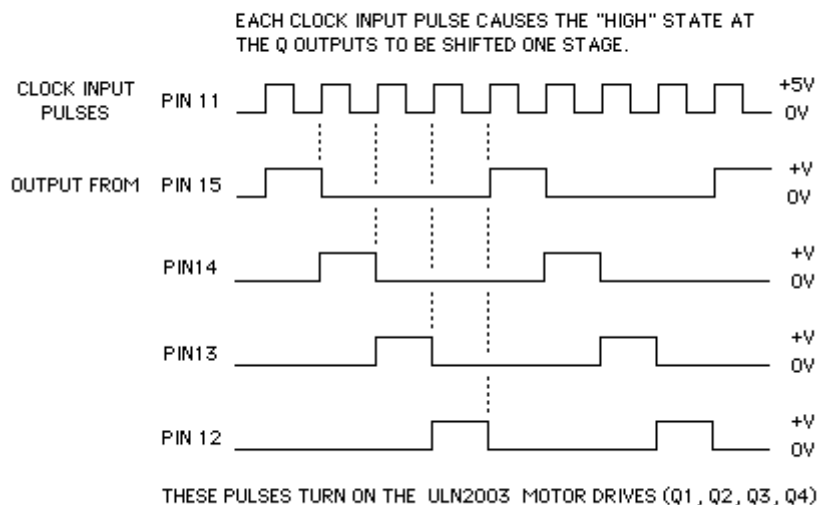 EACH CLOCK INPUT PULSE CAUSES THE "HIGH" STATE AT
THE Q OUTPUTS TO BE SHIFTED ONE STAGE.
CLOCK INPUT
PULSES
PIN 11
+5V
0V
OUTPUT FROM
PIN 15
+V
0V
PIN14
+V
0V
PIN13
+V
0V
PIN 12
+V
0V
THESE PULSES TURN ON THE ULN2003 MOTOR DRIVES (Q1, Q2, Q3, Q4)